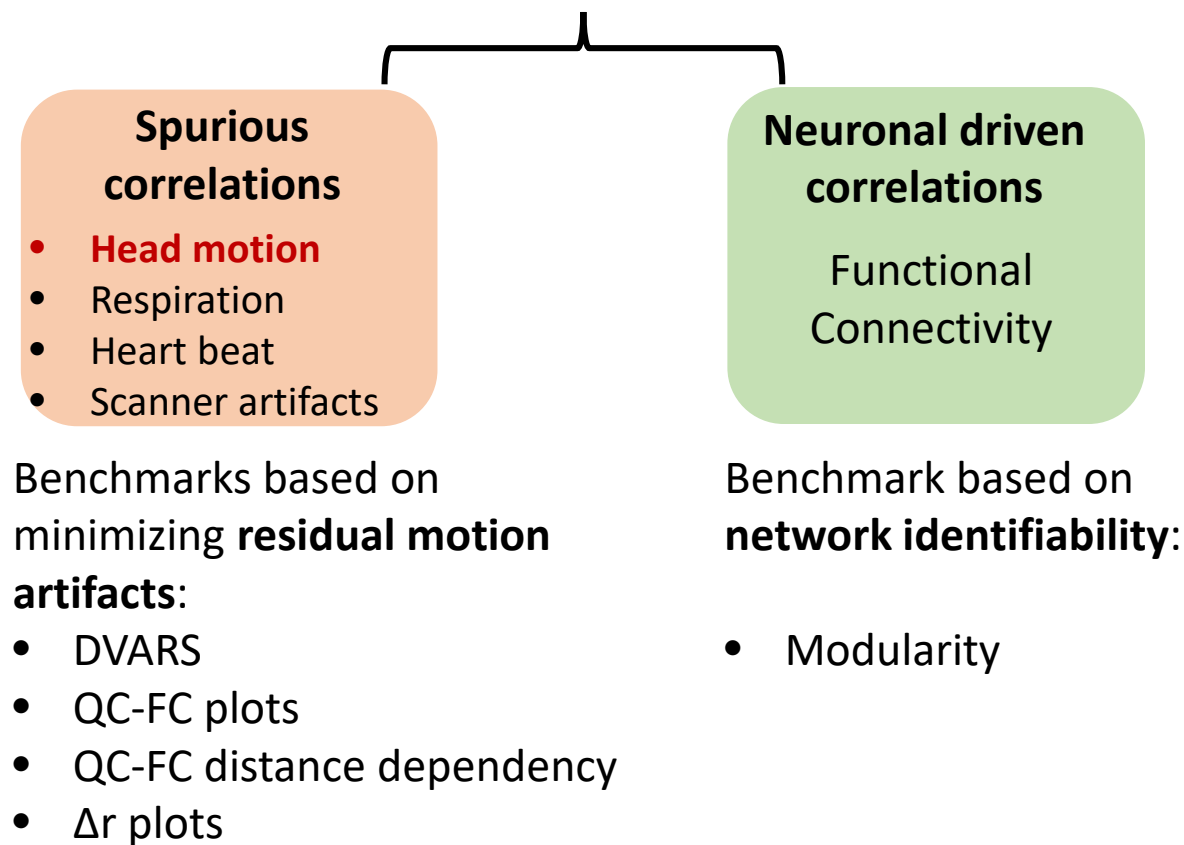 Spurious
correlations
• Head motion
• Respiration
• Heart beat
• Scanner artifacts
Benchmarks based on
minimizing residual motion
artifacts:
• DVARS
• QC-FC plots
• QC-FC distance dependency
• Δr plots
Neuronal driven
correlations
Functional
Connectivity
Benchmark based on
network identifiability:
• Modularity